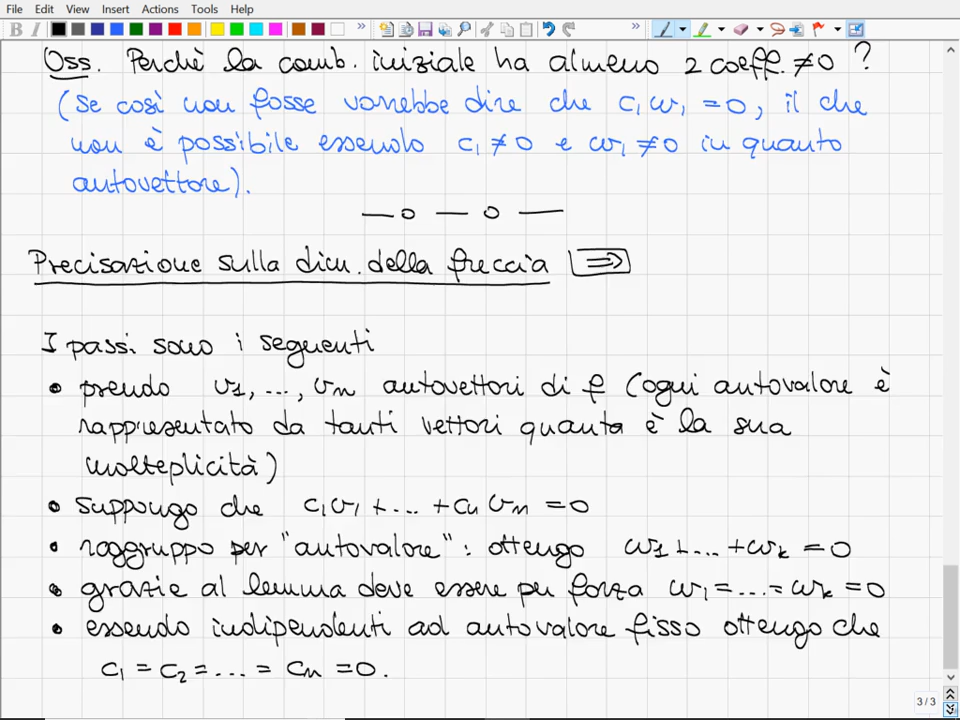 File Edit View Insert Actions Tools Help
Oss. Perchè la comb. iniziale ha almeno 2 coeff. ≠0 ?
(Se così non fosse vorrebbe dire che c₁w₁ =0, il che
non è possibile essendo c₁≠0 e w₁≠0 in quanto
autovettore).
— o — o —
Precisazione sulla dim. della freccia ⇒
I passi sono i seguenti
• prendo v₁, ..., vₙ autovettori di f (ogni autovalore è
rappresentato da tanti vettori quanta è la sua
molteplicità)
• suppongo che c₁v₁ + ... + cₙvₙ =0
• raggruppo per "autovalore": ottengo w₁ + ... + wₖ = 0
• grazie al lemma deve essere per forza w₁ = ... = wₖ =0
• essendo indipendenti ad autovalore fisso ottengo che
c₁ = c₂ = ... = cₙ =0.
3 / 3